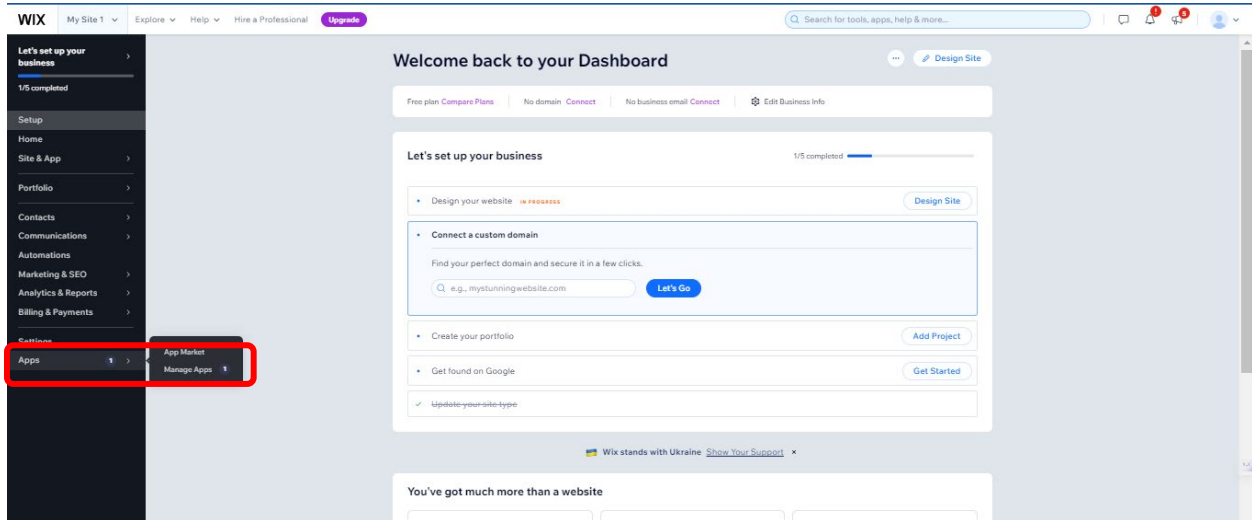 WIX My Site 1 Explore Help Hire a Professional Upgrade Search for tools, apps, help & more...
5
Let's set up your
business
1/5 completed
Setup
Home
Site & App
Portfolio
Contacts
Communications
Automations
Marketing & SEO
Analytics & Reports
Billing & Payments
Settings
Apps 1
App Market
Manage Apps 1
Welcome back to your Dashboard
... Design Site
Free plan Compare Plans No domain Connect No business email Connect Edit Business Info
Let's set up your business 1/5 completed
Design your website IN PROGRESS Design Site
Connect a custom domain
Find your perfect domain and secure it in a few clicks.
e.g., mystunningwebsite.com Let's Go
Create your portfolio Add Project
Get found on Google Get Started
Update your site type
Wix stands with Ukraine Show Your Support ×
You've got much more than a website